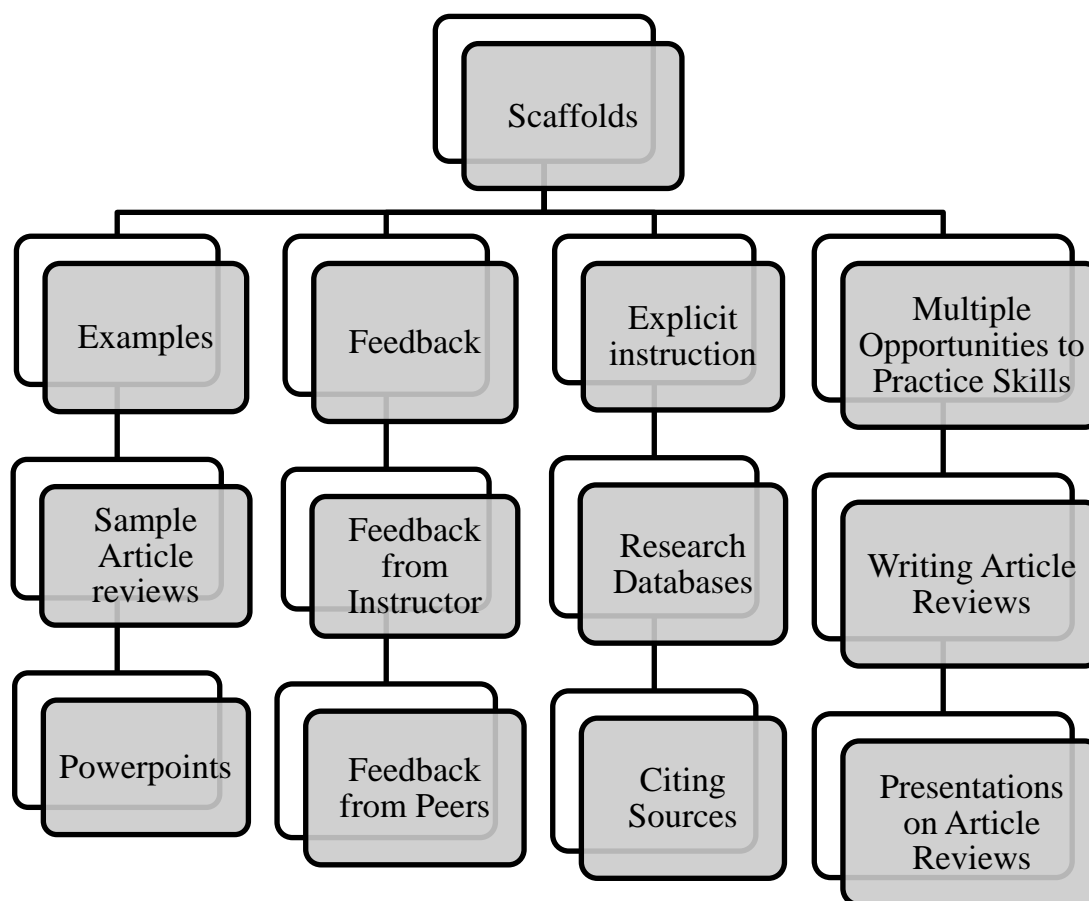 Scaffolds
Examples
Feedback
Explicit
instruction
Multiple
Opportunities to
Practice Skills
Sample
Article
reviews
Feedback
from
Instructor
Research
Databases
Writing Article
Reviews
Powerpoints
Feedback
from Peers
Citing
Sources
Presentations
on Article
Reviews